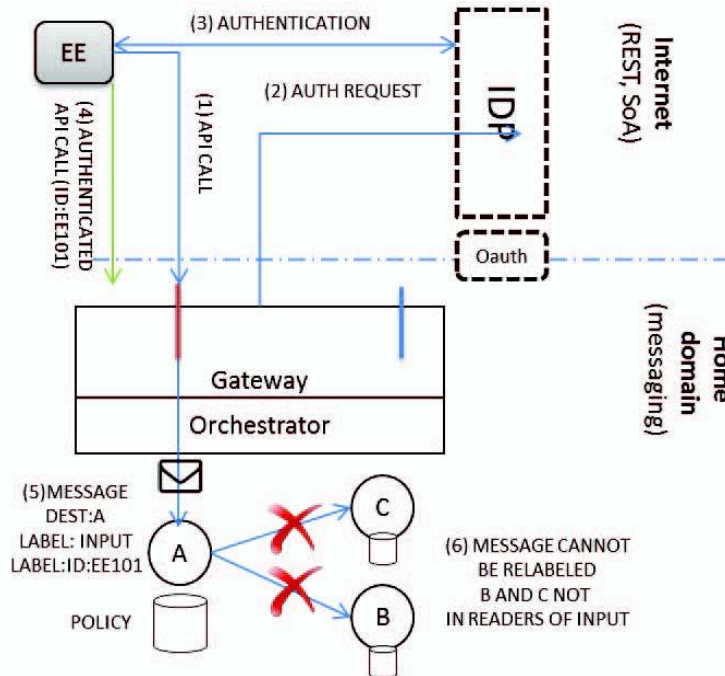 (3) AUTHENTICATION
EE
IDP
Internet
(REST, SoA)
(2) AUTH REQUEST
(1) API CALL
(4) AUTHENTICATED
API CALL (ID:EE101)
Oauth
Home
domain
(messaging)
Gateway
Orchestrator
(5)MESSAGE
DEST:A
LABEL: INPUT
LABEL:ID:EE101
A
C
B
POLICY
(6) MESSAGE CANNOT
BE RELABELED
B AND C NOT
IN READERS OF INPUT